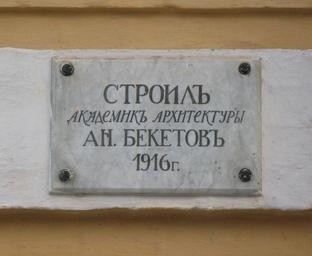 СТРОИЛЪ
АКАДЕМИКЪ АРХИТЕКТУРЫ
АН. БЕКЕТОВЪ
1916г.